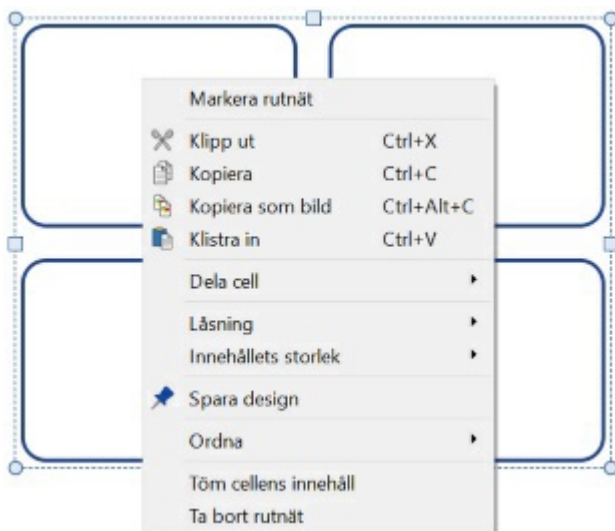 Markera rutnät
Klipp ut Ctrl+X
Kopiera Ctrl+C
Kopiera som bild Ctrl+Alt+C
Klistra in Ctrl+V
Dela cell
Låsning
Innehållets storlek
Spara design
Ordna
Töm cellens innehåll
Ta bort rutnät